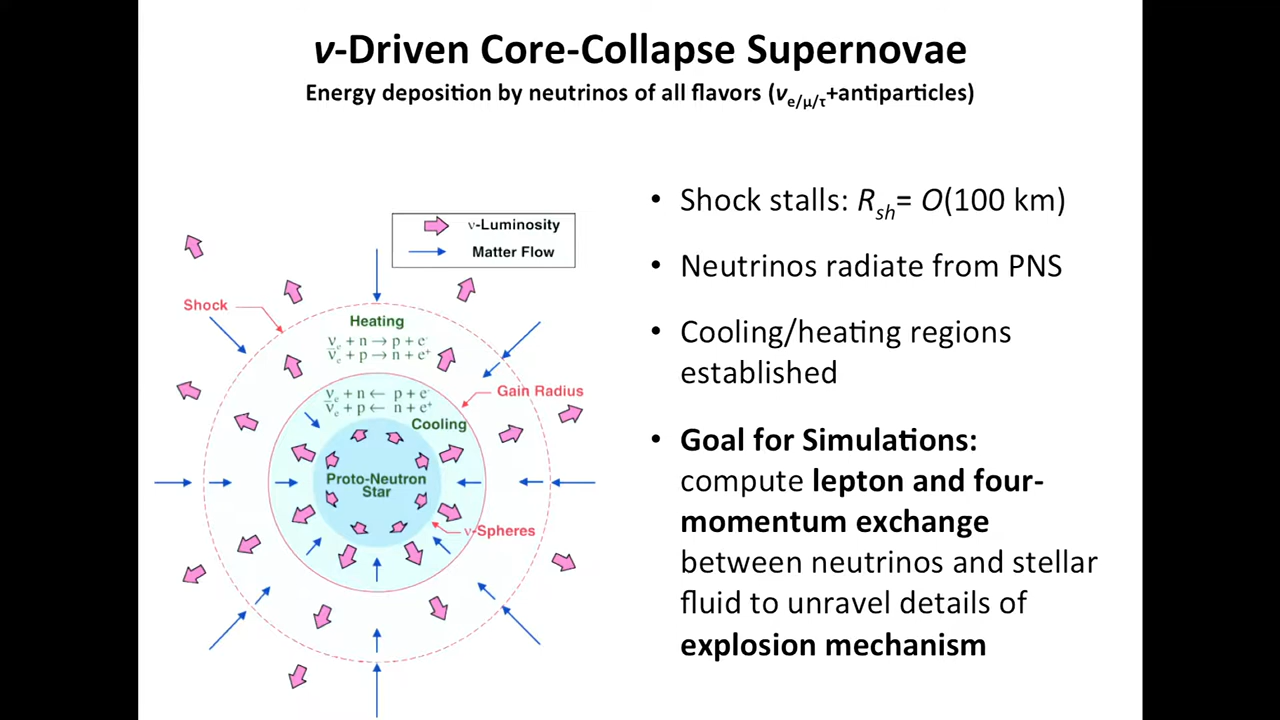 ν-Driven Core-Collapse Supernovae
Energy deposition by neutrinos of all flavors (νe/μ/τ+antiparticles)
• Shock stalls: Rsh= O(100 km)
• Neutrinos radiate from PNS
• Cooling/heating regions
established
• Goal for Simulations:
compute lepton and four-
momentum exchange
between neutrinos and stellar
fluid to unravel details of
explosion mechanism
ν-Luminosity
Matter Flow
Shock
Heating
νe + n → p + e-
ν̅e + p → n + e+
Gain Radius
νe + n ← p + e-
ν̅e + p ← n + e+
Cooling
Proto-Neutron
Star
ν-Spheres